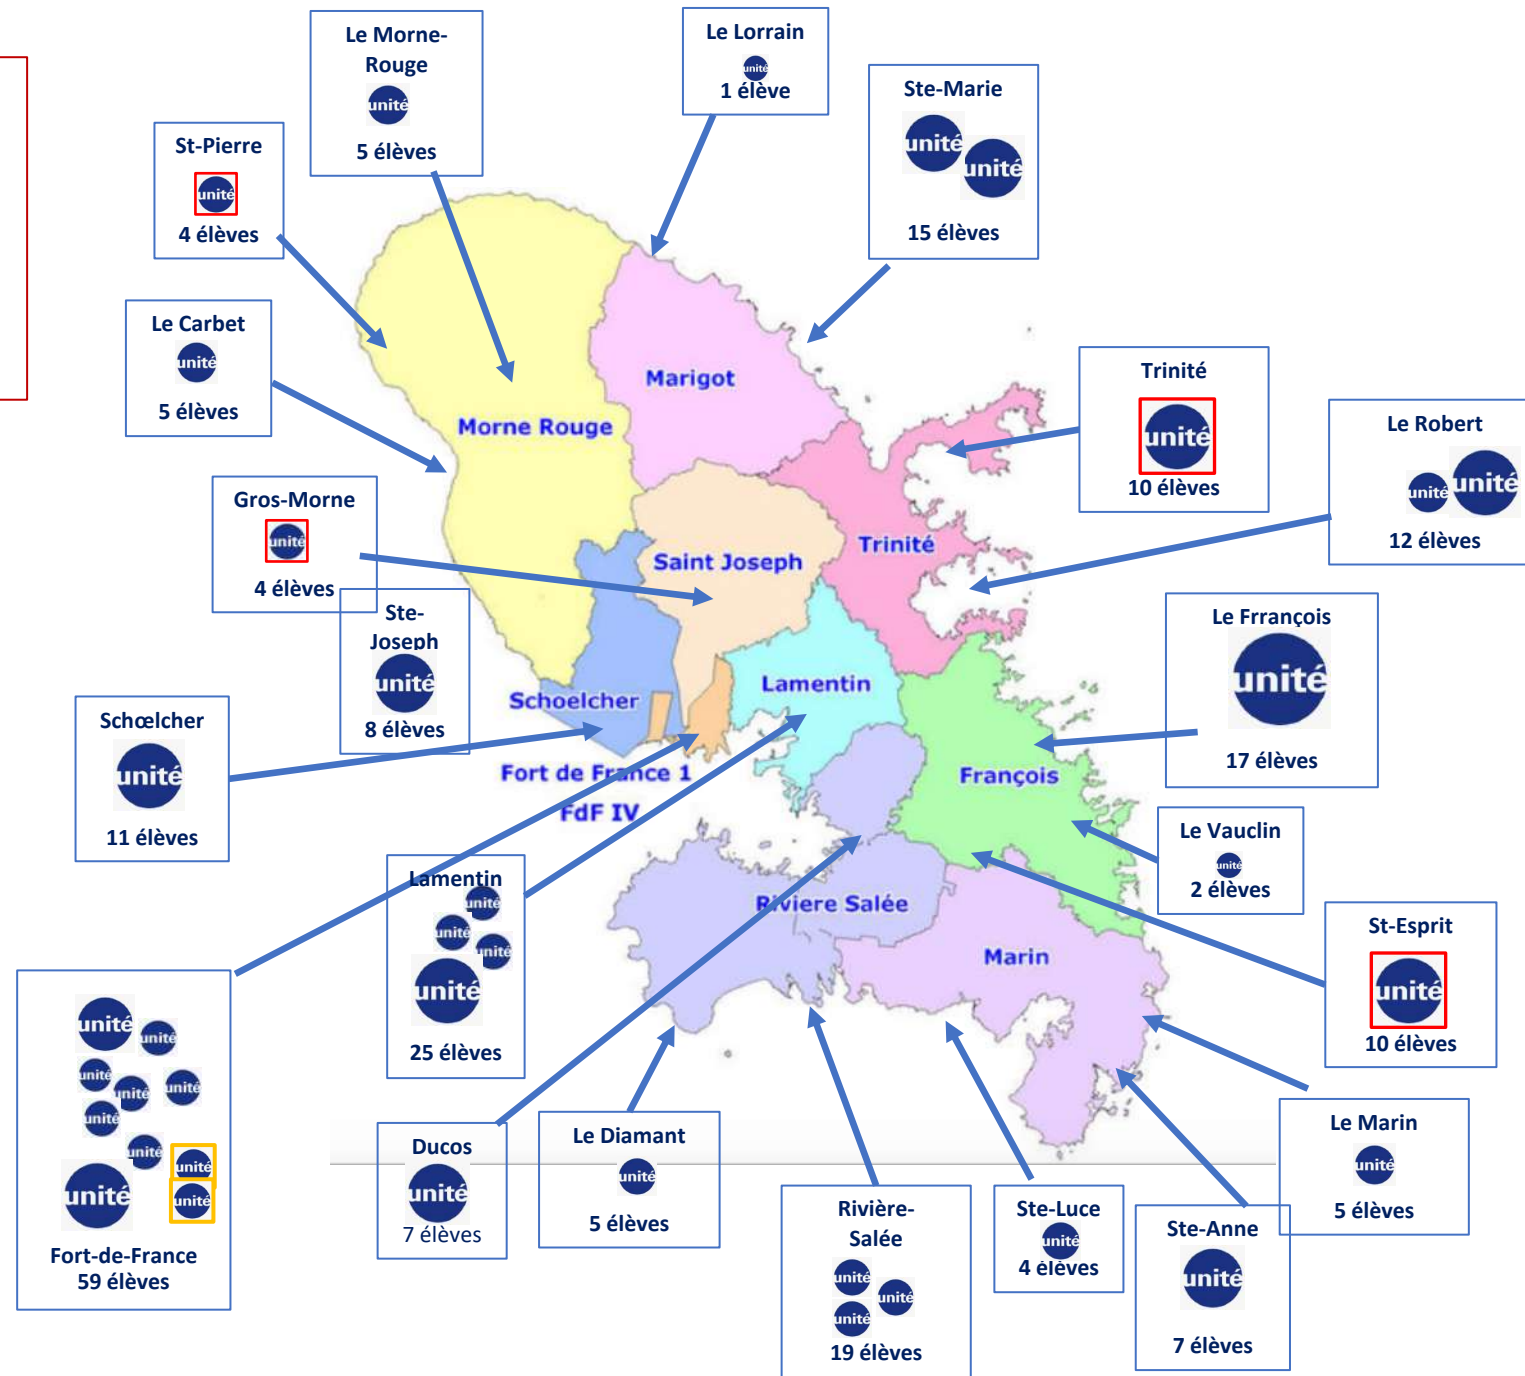 Le Morne-
Rouge
unité
5 élèves
Le Lorrain
unité
1 élève
Ste-Marie
unité
unité
15 élèves
St-Pierre
unité
4 élèves
Le Carbet
unité
5 élèves
Trinité
unité
10 élèves
Le Robert
unité
unité
12 élèves
Gros-Morne
unité
4 élèves
Ste-
Joseph
unité
8 élèves
Schœlcher
unité
11 élèves
Le Frrançois
unité
17 élèves
Le Vauclin
unité
2 élèves
St-Esprit
unité
10 élèves
Marigot
Morne Rouge
Saint Joseph
Trinité
Lamentin
Schoelcher
Fort de France 1
FdF IV
François
Riviere Salée
Marin
Lamentin
unité
unité
unité
unité
25 élèves
unité
unité
unité
unité
unité
unité
unité
unité
unité
unité
Fort-de-France
59 élèves
Ducos
unité
7 élèves
Le Diamant
unité
5 élèves
Rivière-
Salée
unité
unité
unité
19 élèves
Ste-Luce
unité
4 élèves
Ste-Anne
unité
7 élèves
Le Marin
unité
5 élèves